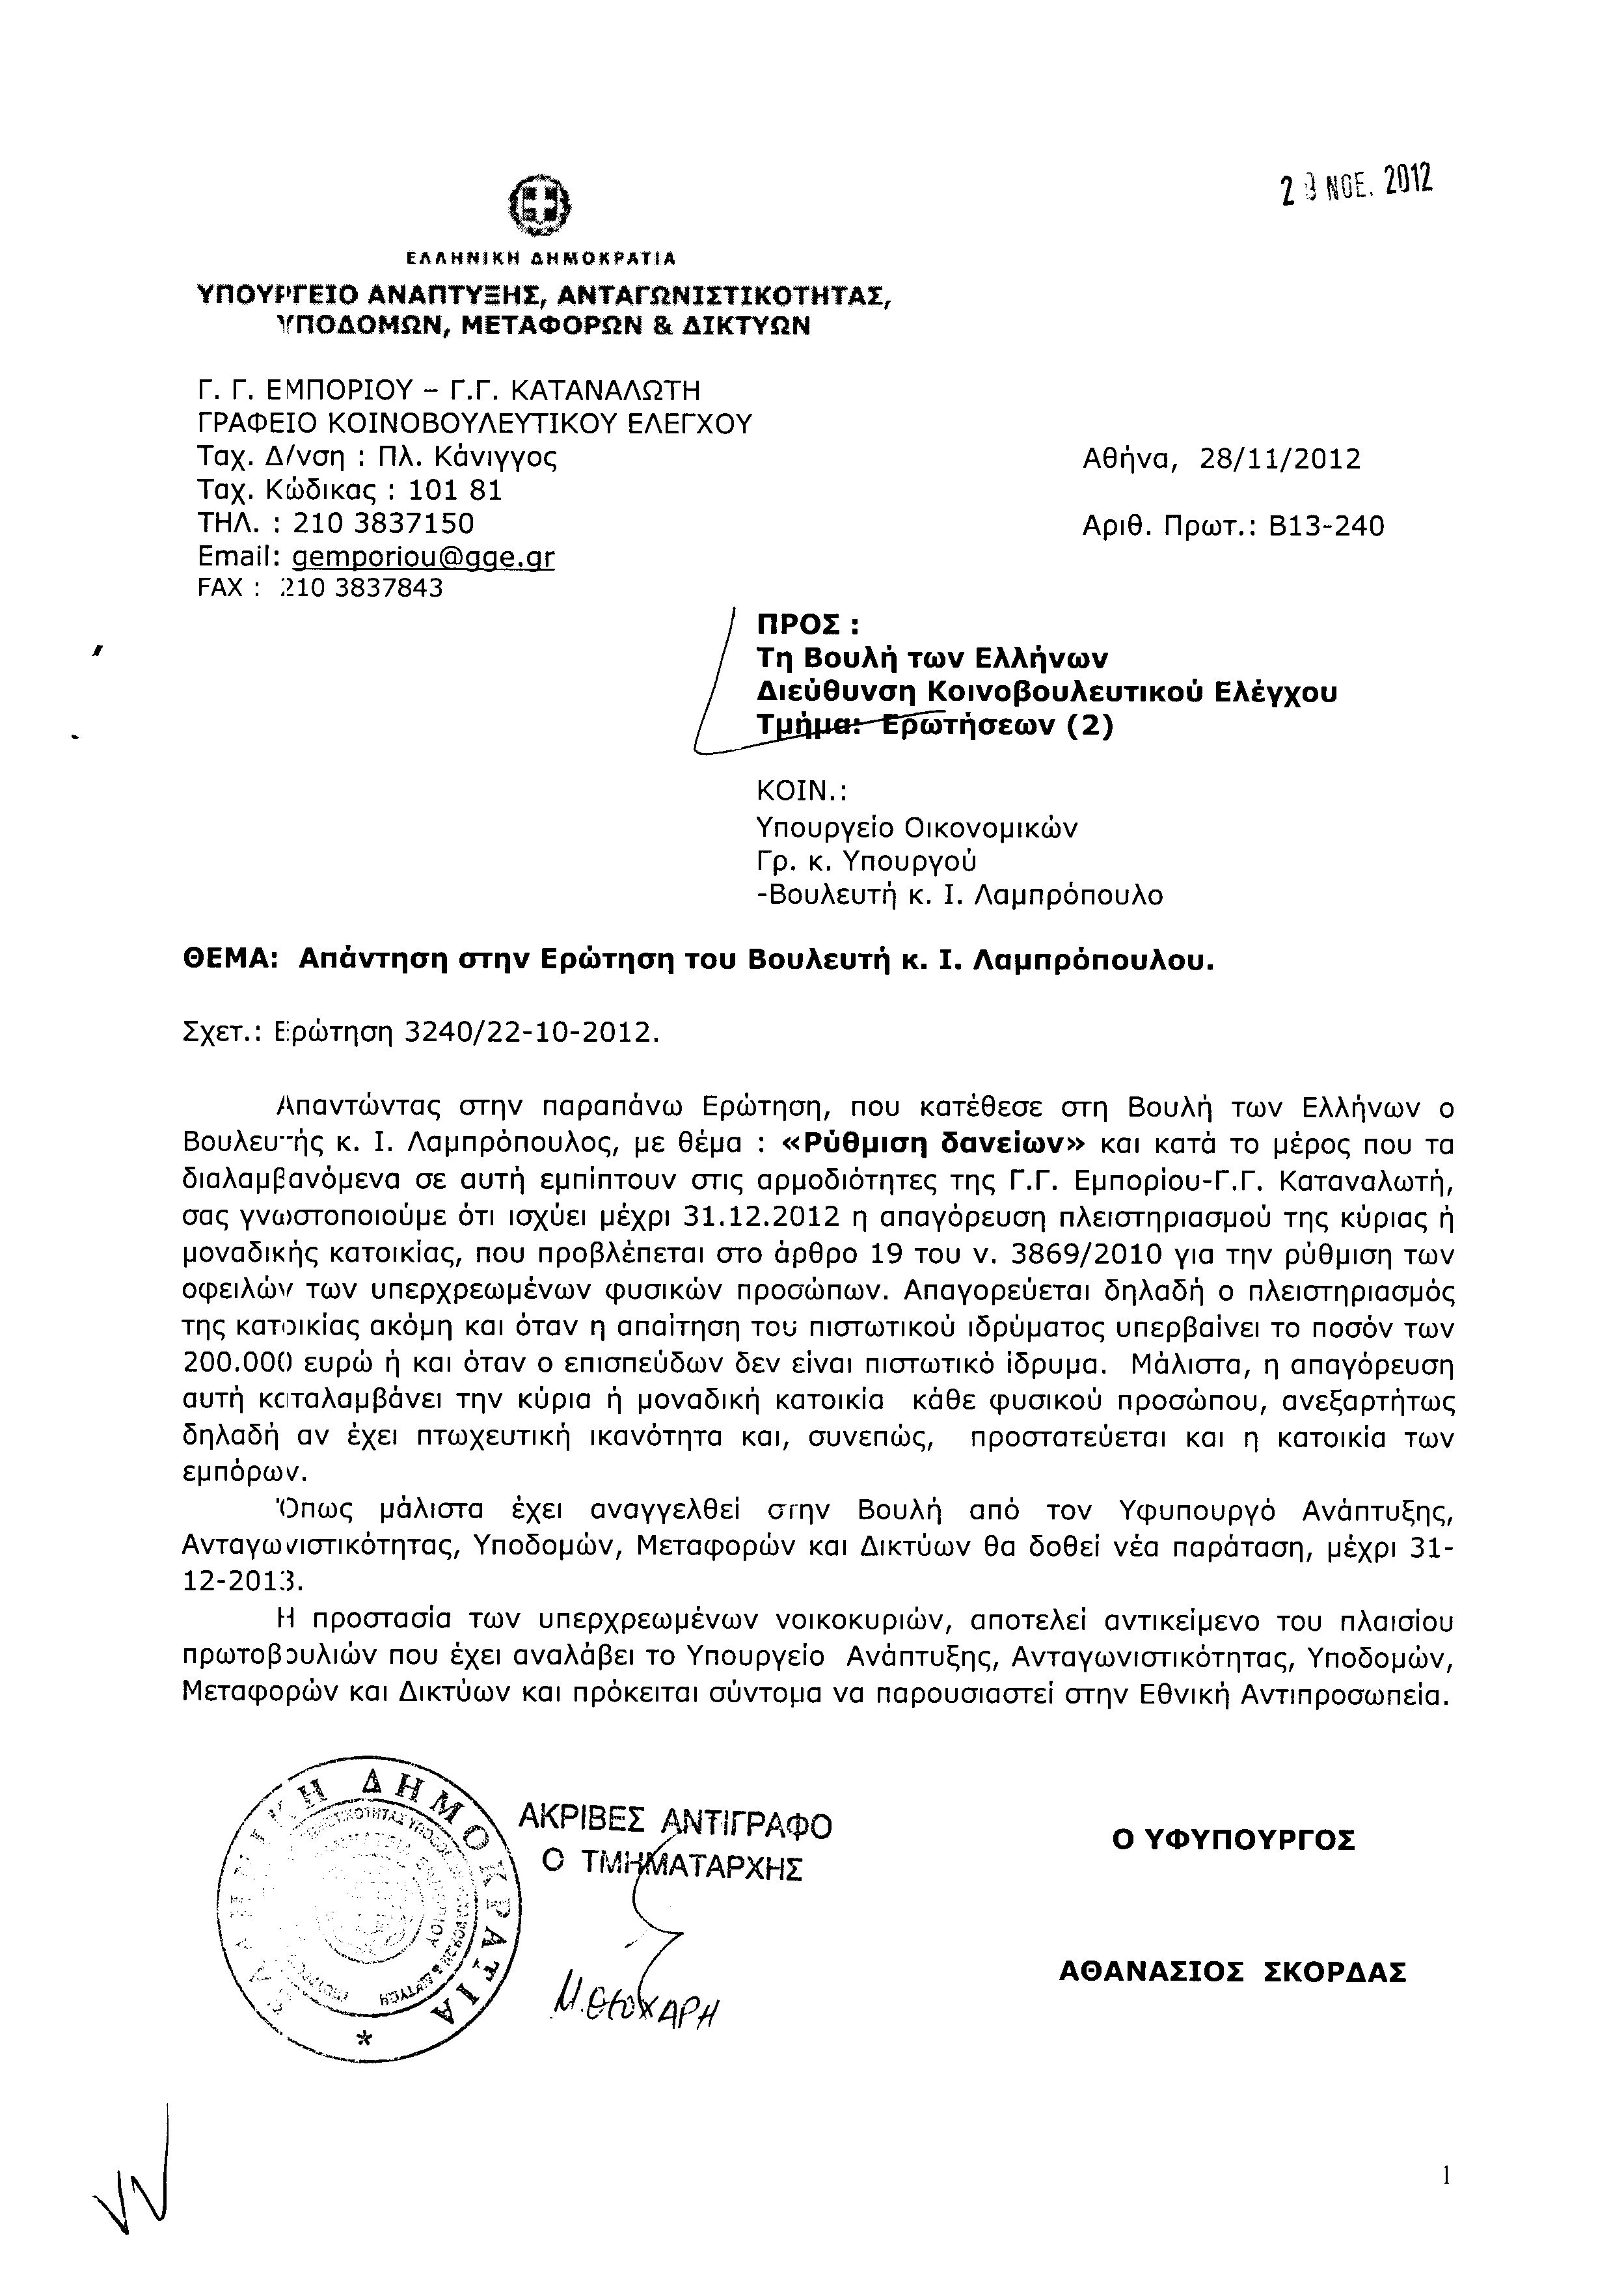 2 NOE. 2012
ΕΛΛΗΝΙΚΗ ΔΗΜΟΚΡΑΤΙΑ
ΥΠΟΥΡΓΕΙΟ ΑΝΑΠΤΥΞΗΣ, ΑΝΤΑΓΩΝΙΣΤΙΚΟΤΗΤΑΣ,
ΥΠΟΔΟΜΩΝ, ΜΕΤΑΦΟΡΩΝ & ΔΙΚΤΥΩΝ
Γ. Γ. ΕΜΠΟΡΙΟΥ – Γ.Γ. ΚΑΤΑΝΑΛΩΤΗ
ΓΡΑΦΕΙΟ ΚΟΙΝΟΒΟΥΛΕΥΤΙΚΟΥ ΕΛΕΓΧΟΥ
Ταχ. Δ/νση : Πλ. Κάνιγγος
Ταχ. Κώδικας : 101 81
ΤΗΛ. : 210 3837150
Email: gemporiou@gge.gr
FAX : 210 3837843
Αθήνα, 28/11/2012
Αριθ. Πρωτ.: Β13-240
ΠΡΟΣ :
Τη Βουλή των Ελλήνων
Διεύθυνση Κοινοβουλευτικού Ελέγχου
Τμήμα: Ερωτήσεων (2)
ΚΟΙΝ.:
Υπουργείο Οικονομικών
Γρ. κ. Υπουργού
-Βουλευτή κ. Ι. Λαμπρόπουλο
ΘΕΜΑ: Απάντηση στην Ερώτηση του Βουλευτή κ. Ι. Λαμπρόπουλου.
Σχετ.: Ερώτηση 3240/22-10-2012.
Απαντώντας στην παραπάνω Ερώτηση, που κατέθεσε στη Βουλή των Ελλήνων ο
Βουλευτής κ. Ι. Λαμπρόπουλος, με θέμα : «Ρύθμιση δανείων» και κατά το μέρος που τα
διαλαμβανόμενα σε αυτή εμπίπτουν στις αρμοδιότητες της Γ.Γ. Εμπορίου-Γ.Γ. Καταναλωτή,
σας γνωστοποιούμε ότι ισχύει μέχρι 31.12.2012 η απαγόρευση πλειστηριασμού της κύριας ή
μοναδικής κατοικίας, που προβλέπεται στο άρθρο 19 του ν. 3869/2010 για την ρύθμιση των
οφειλών των υπερχρεωμένων φυσικών προσώπων. Απαγορεύεται δηλαδή ο πλειστηριασμός
της κατοικίας ακόμη και όταν η απαίτηση του πιστωτικού ιδρύματος υπερβαίνει το ποσόν των
200.000 ευρώ ή και όταν ο επισπεύδων δεν είναι πιστωτικό ίδρυμα. Μάλιστα, η απαγόρευση
αυτή καταλαμβάνει την κύρια ή μοναδική κατοικία κάθε φυσικού προσώπου, ανεξαρτήτως
δηλαδή αν έχει πτωχευτική ικανότητα και, συνεπώς, προστατεύεται και η κατοικία των
εμπόρων.
Όπως μάλιστα έχει αναγγελθεί στην Βουλή από τον Υφυπουργό Ανάπτυξης,
Ανταγωνιστικότητας, Υποδομών, Μεταφορών και Δικτύων θα δοθεί νέα παράταση, μέχρι 31-
12-2013.
Η προστασία των υπερχρεωμένων νοικοκυριών, αποτελεί αντικείμενο του πλαισίου
πρωτοβουλιών που έχει αναλάβει το Υπουργείο Ανάπτυξης, Ανταγωνιστικότητας, Υποδομών,
Μεταφορών και Δικτύων και πρόκειται σύντομα να παρουσιαστεί στην Εθνική Αντιπροσωπεία.
ΕΛΛΗΝΙΚΗ ΔΗΜΟΚΡΑΤΙΑ
ΑΚΡΙΒΕΣ ΑΝΤΙΓΡΑΦΟ
Ο ΤΜΗΜΑΤΑΡΧΗΣ
Ο ΥΦΥΠΟΥΡΓΟΣ
ΑΘΑΝΑΣΙΟΣ ΣΚΟΡΔΑΣ
1